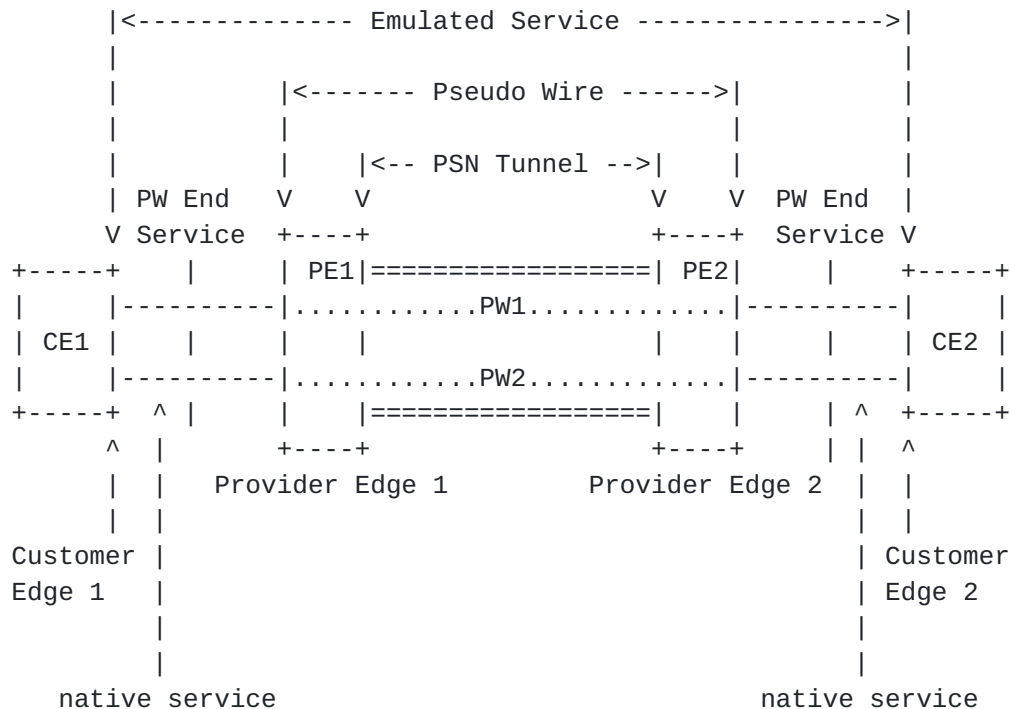 |<-------------- Emulated Service ---------------->|
|                                                  |
|          |<------- Pseudo Wire ------>|          |
|          |                            |          |
|          |    |<-- PSN Tunnel -->|    |          |
| PW End   V    V                  V    V  PW End  |
V Service  +----+                  +----+  Service V
+-----+    |     | PE1|==================| PE2|     |    +-----+
|     |----------|............PW1.............|----------|     |
| CE1 |    |     |    |                  |    |     |    | CE2 |
|     |----------|............PW2.............|----------|     |
+-----+  ^ |     |    |==================|    |     | ^  +-----+
^  |       +----+                  +----+     | |  ^
|  |   Provider Edge 1         Provider Edge 2  |  |
|  |                                            |  |
Customer |                                            | Customer
Edge 1   |                                            | Edge 2
|                                            |
|                                            |
native service                               native service